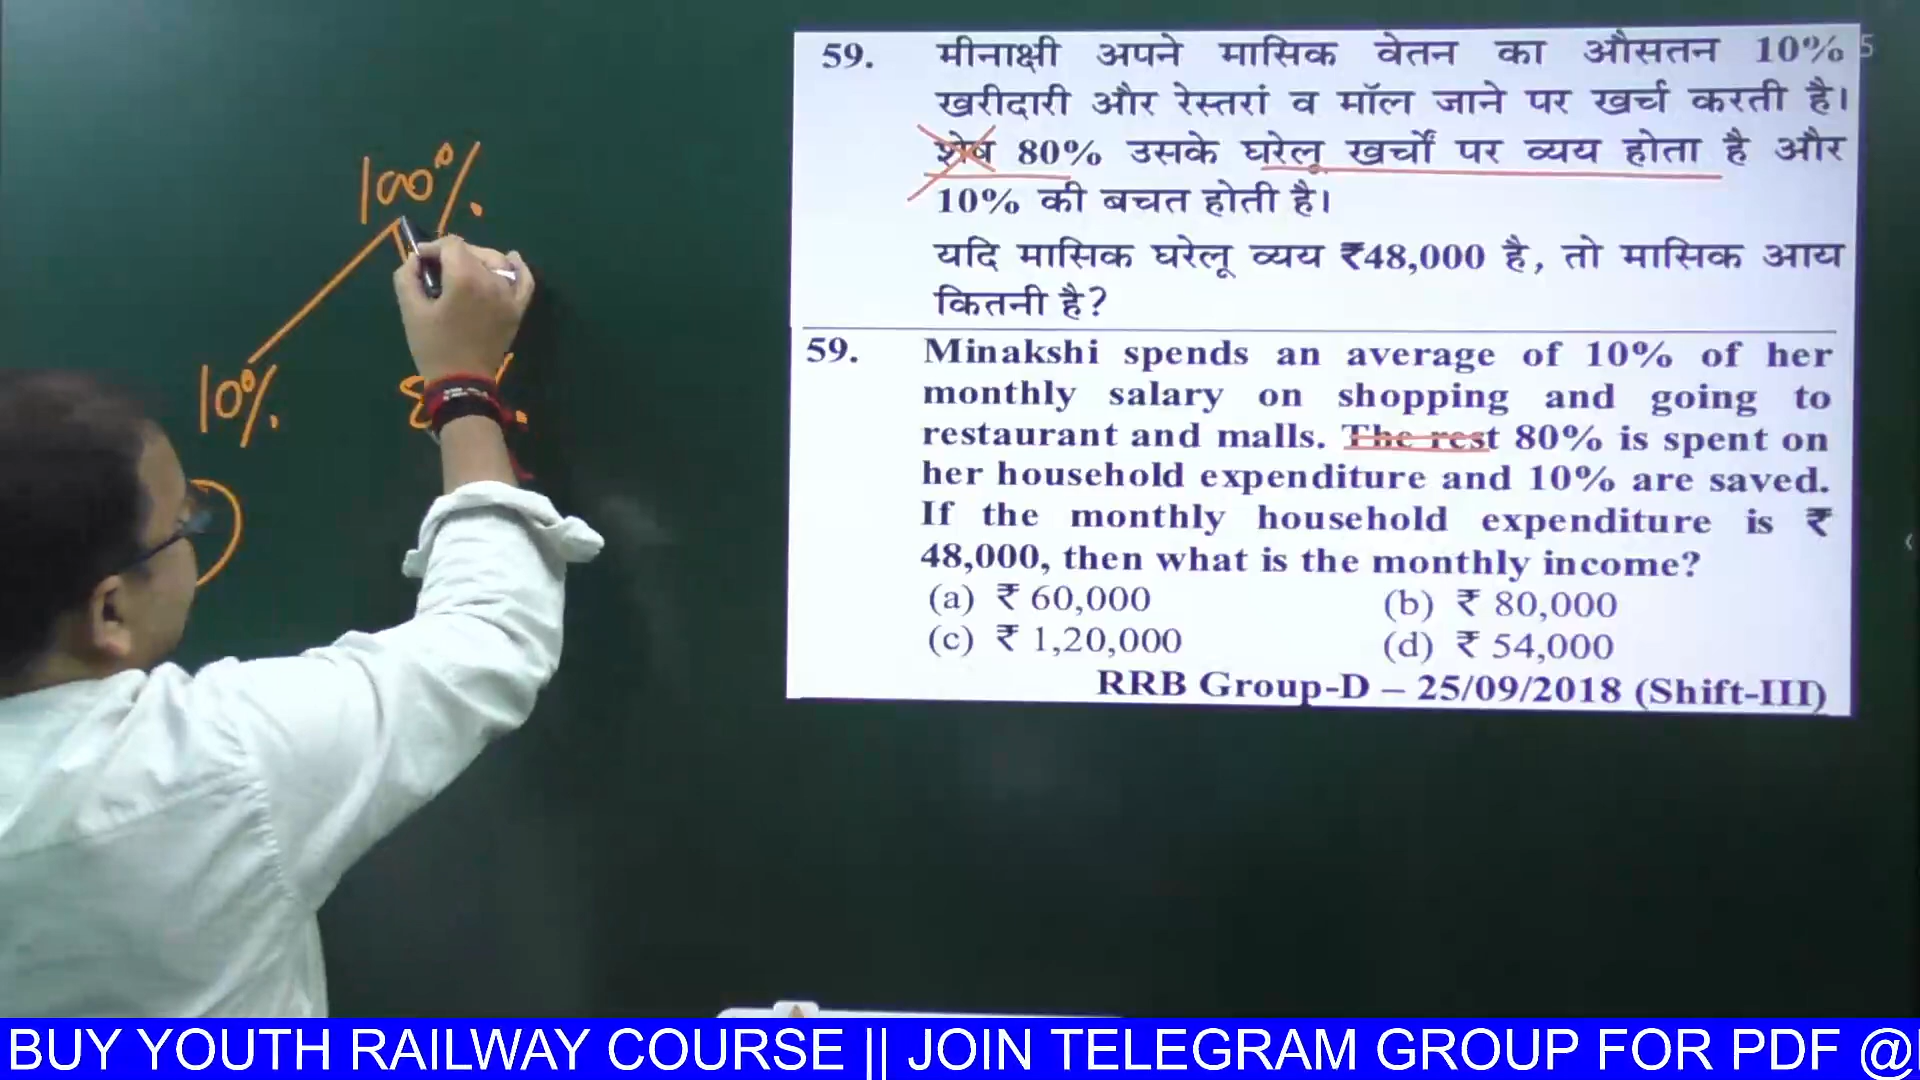 100%
10%
59. मीनाक्षी अपने मासिक वेतन का औसतन 10%
खरीदारी और रेस्तरां व मॉल जाने पर खर्च करती है।
शेष 80% उसके घरेलू खर्चों पर व्यय होता है और
10% की बचत होती है।
यदि मासिक घरेलू व्यय ₹48,000 है, तो मासिक आय
कितनी है?
59. Minakshi spends an average of 10% of her
monthly salary on shopping and going to
restaurant and malls. The rest 80% is spent on
her household expenditure and 10% are saved.
If the monthly household expenditure is ₹
48,000, then what is the monthly income?
(a) ₹ 60,000 (b) ₹ 80,000
(c) ₹ 1,20,000 (d) ₹ 54,000
RRB Group-D – 25/09/2018 (Shift-III)
BUY YOUTH RAILWAY COURSE || JOIN TELEGRAM GROUP FOR PDF @